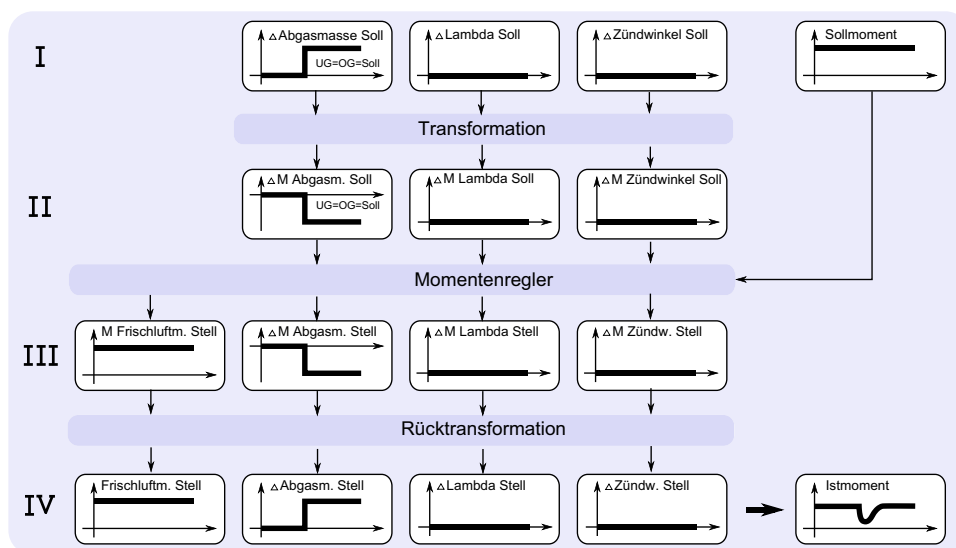 I
△Abgasmasse Soll
UG=OG=Soll
△Lambda Soll
△Zündwinkel Soll
Sollmoment
Transformation
II
△M Abgasm. Soll
UG=OG=Soll
△M Lambda Soll
△M Zündwinkel Soll
Momentenregler
III
M Frischluftm. Stell
△M Abgasm. Stell
△M Lambda Stell
△M Zündw. Stell
Rücktransformation
IV
Frischluftm. Stell
△Abgasm. Stell
△Lambda Stell
△Zündw. Stell
Istmoment